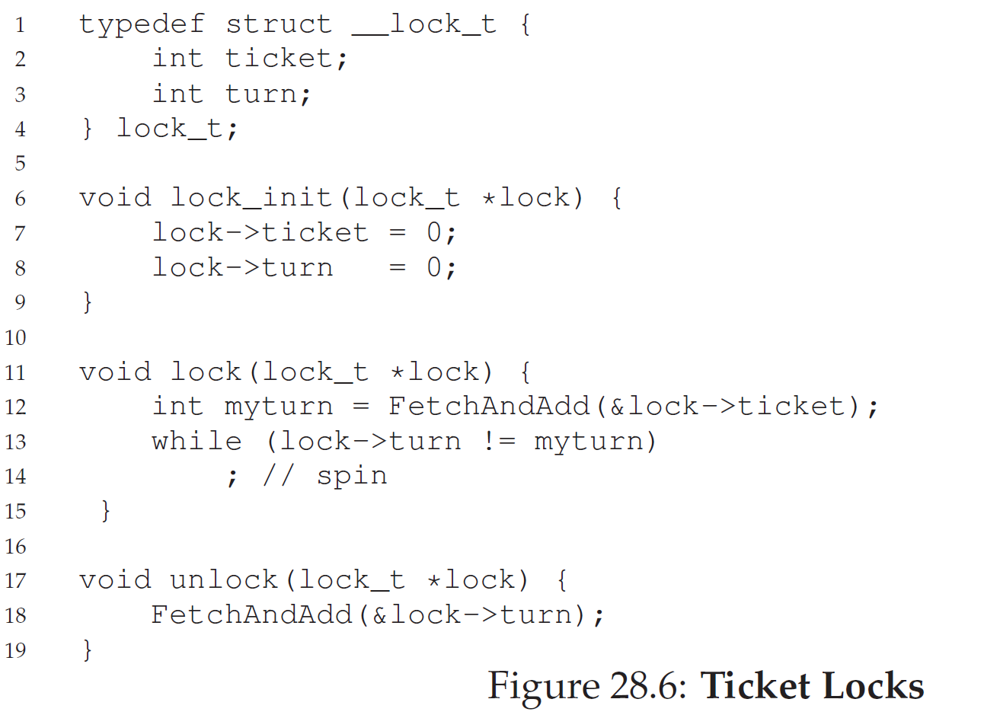 1 typedef struct __lock_t {
2 int ticket;
3 int turn;
4 } lock_t;
5
6 void lock_init(lock_t *lock) {
7 lock->ticket = 0;
8 lock->turn = 0;
9 }
10
11 void lock(lock_t *lock) {
12 int myturn = FetchAndAdd(&lock->ticket);
13 while (lock->turn != myturn)
14 ; // spin
15 }
16
17 void unlock(lock_t *lock) {
18 FetchAndAdd(&lock->turn);
19 }
Figure 28.6: Ticket Locks